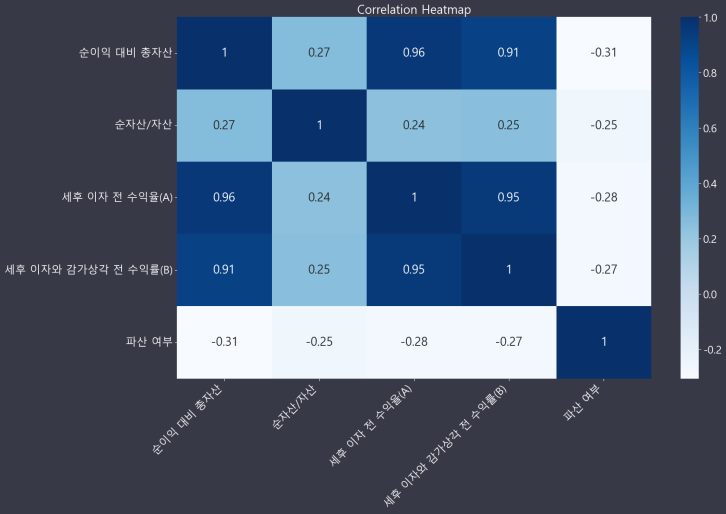 Correlation Heatmap
순이익 대비 총자산 1 0.27 0.96 0.91 -0.31
순자산/자산 0.27 1 0.24 0.25 -0.25
세후 이자 전 수익율(A) 0.96 0.24 1 0.95 -0.28
세후 이자와 감가상각 전 수익률(B) 0.91 0.25 0.95 1 -0.27
파산 여부 -0.31 -0.25 -0.28 -0.27 1
순이익 대비 총자산
순자산/자산
세후 이자 전 수익율(A)
세후 이자와 감가상각 전 수익률(B)
파산 여부
1.0
0.8
0.6
0.4
0.2
0.0
-0.2